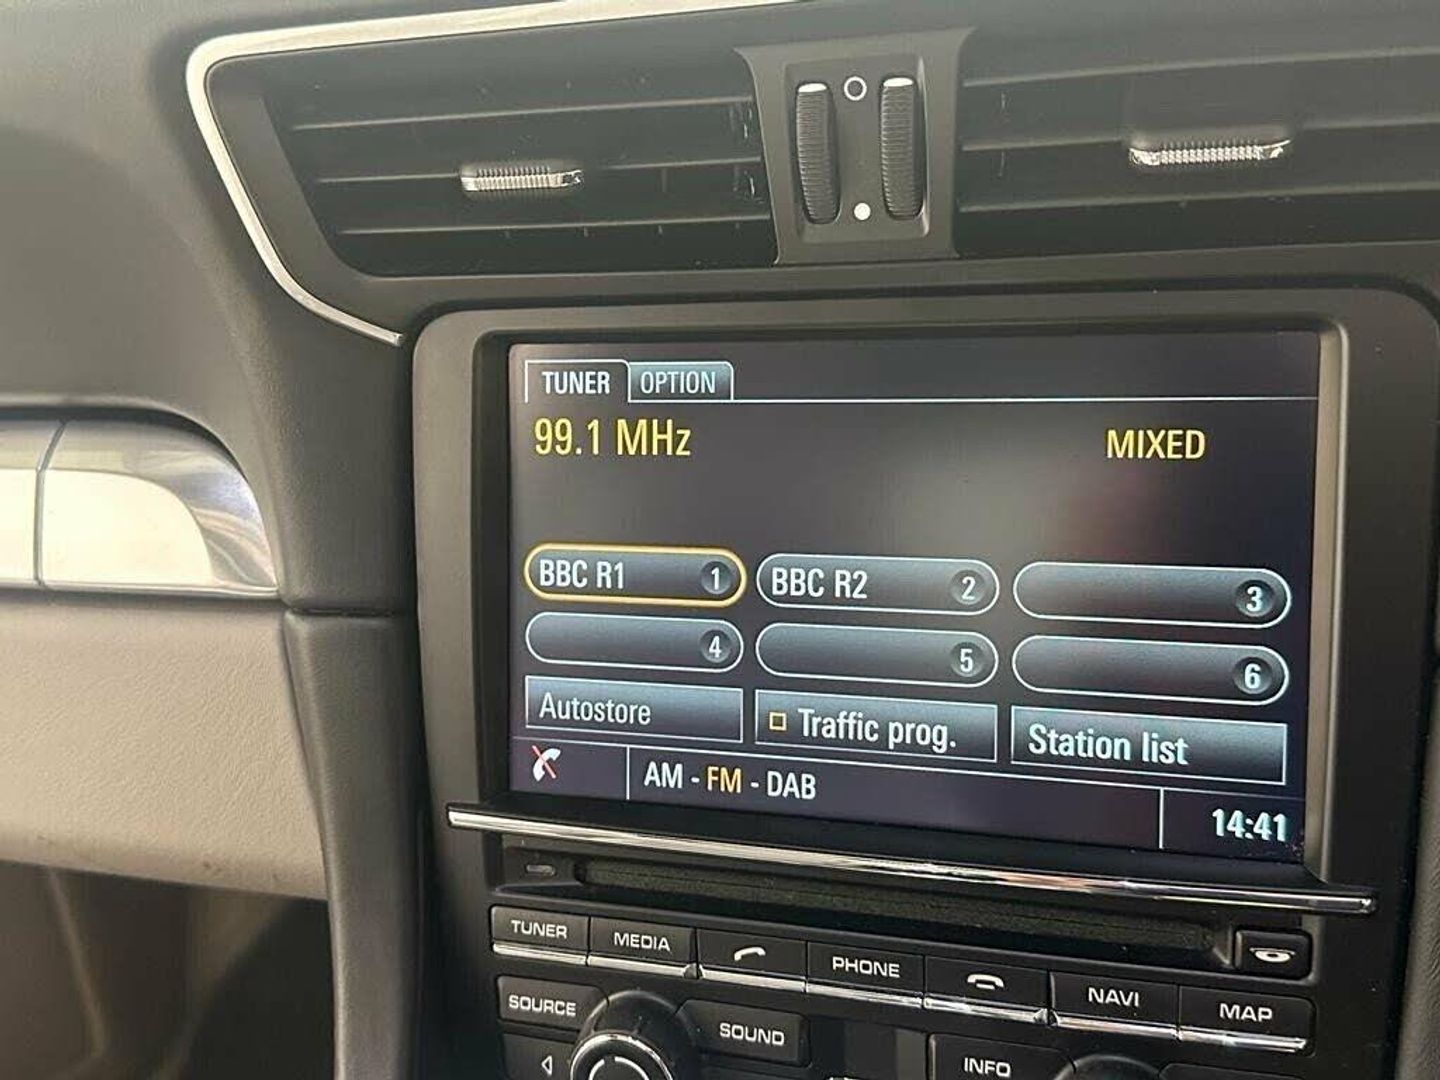 TUNER OPTION
99.1 MHz MIXED
BBC R1 1 BBC R2 2 3
4 5 6
Autostore Traffic prog. Station list
AM - FM - DAB 14:41
TUNER MEDIA PHONE NAVI MAP
SOURCE SOUND INFO